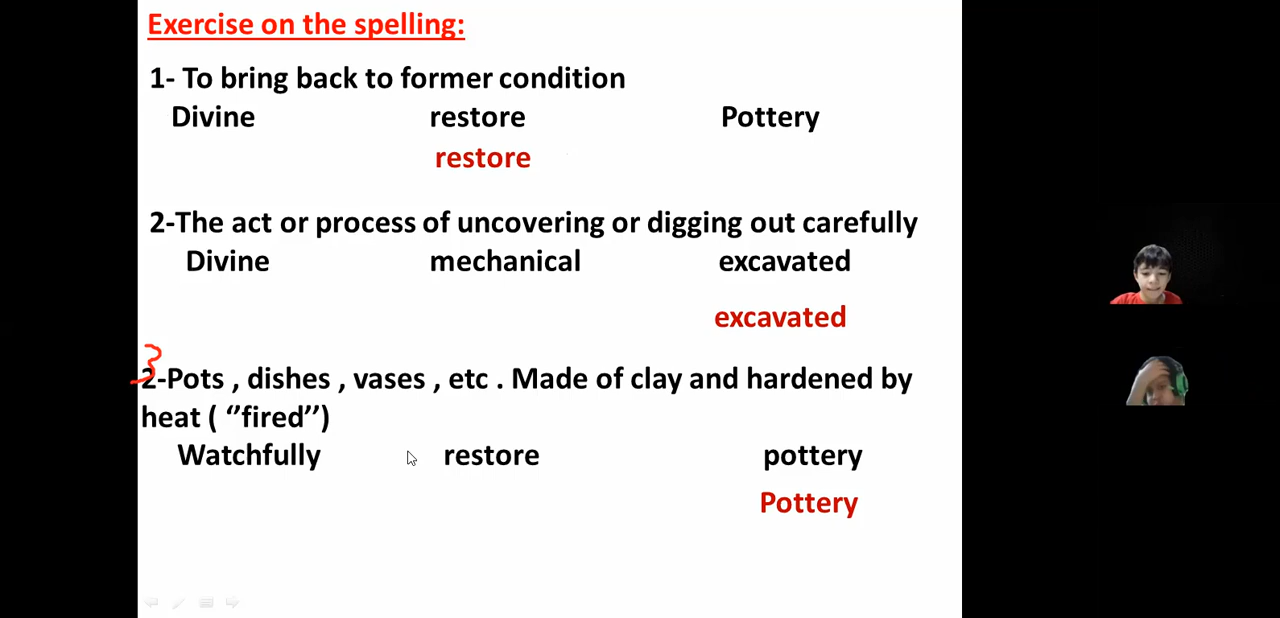 Exercise on the spelling:
1- To bring back to former condition
Divine restore Pottery
restore
2-The act or process of uncovering or digging out carefully
Divine mechanical excavated
excavated
3
2-Pots , dishes , vases , etc . Made of clay and hardened by
heat ( ‘’fired’’)
Watchfully restore pottery
Pottery